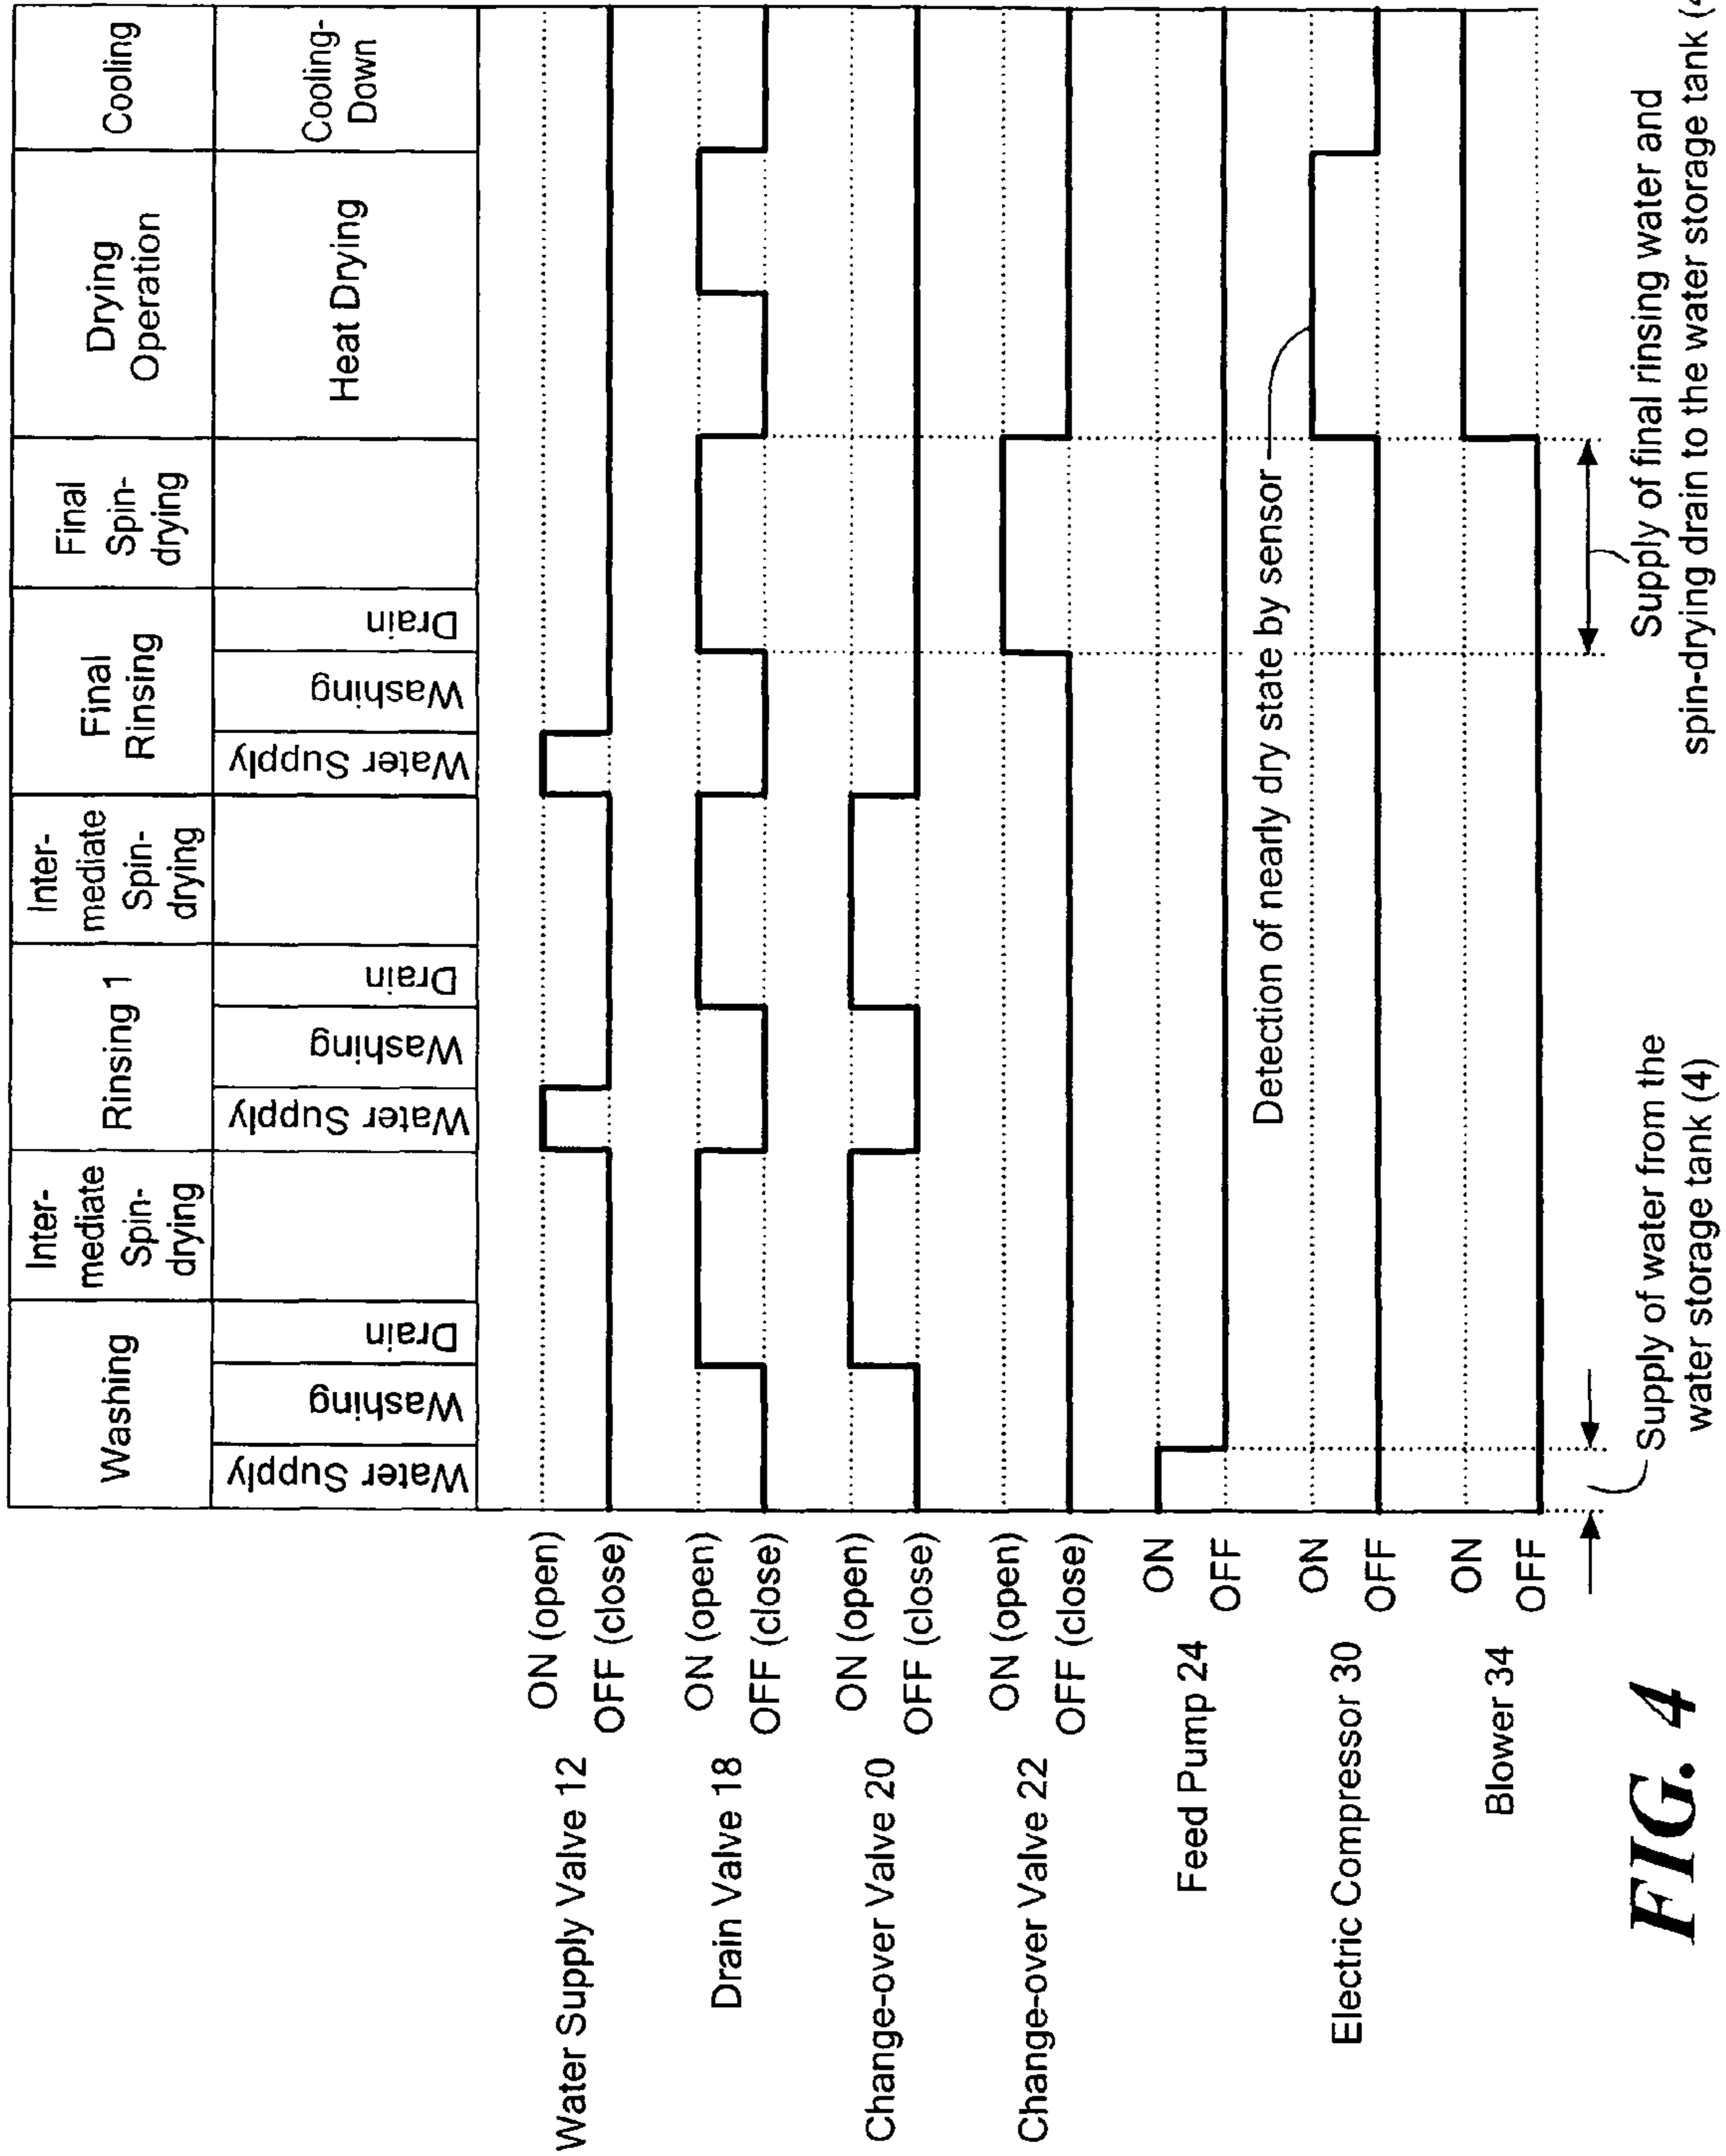 Washing
Inter-
mediate
Spin-
drying
Rinsing 1
Inter-
mediate
Spin-
drying
Final
Rinsing
Final
Spin-
drying
Drying
Operation
Cooling
Water Supply
Washing
Drain
Water Supply
Washing
Drain
Water Supply
Washing
Drain
Heat Drying
Cooling-
Down
Water Supply Valve 12
ON (open)
OFF (close)
Drain Valve 18
ON (open)
OFF (close)
Change-over Valve 20
ON (open)
OFF (close)
Change-over Valve 22
ON (open)
OFF (close)
Feed Pump 24
ON
OFF
Detection of nearly dry state by sensor
Electric Compressor 30
ON
OFF
Blower 34
ON
OFF
Supply of water from the
water storage tank (4)
Supply of final rinsing water and
spin-drying drain to the water storage tank (4
FIG. 4